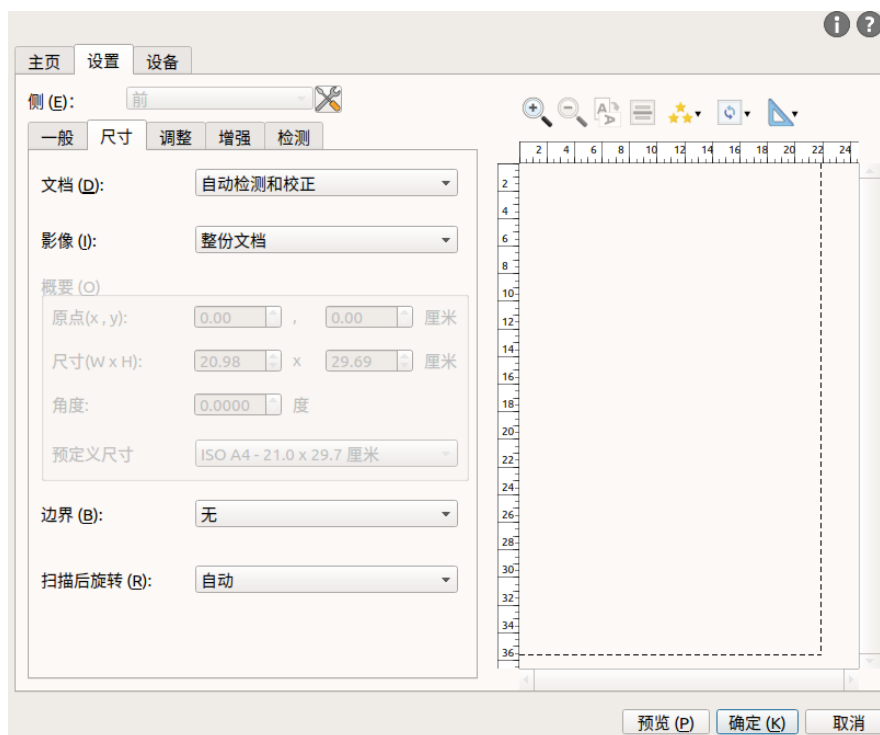 主页 设置 设备
侧 (E): 前
一般 尺寸 调整 增强 检测
文档 (D): 自动检测和校正
影像 (I): 整份文档
概要 (O)
原点(x , y): 0.00 , 0.00 厘米
尺寸(W x H): 20.98 x 29.69 厘米
角度: 0.0000 度
预定义尺寸 ISO A4 - 21.0 x 29.7 厘米
边界 (B): 无
扫描后旋转 (R): 自动
2 4 6 8 10 12 14 16 18 20 22 24
2
4
6
8
10
12
14
16
18
20
22
24
26
28
30
32
34
36
预览 (P) 确定 (K) 取消